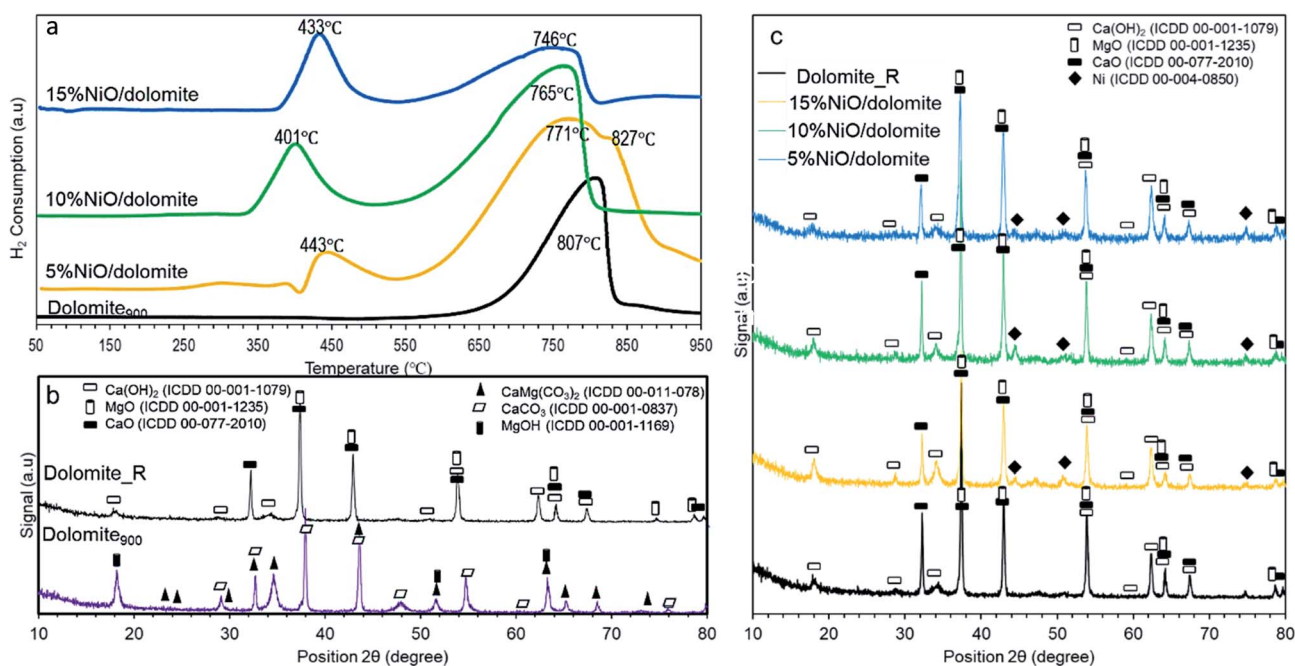 a
433℃
746℃
15%NiO/dolomite
765℃
401℃
771℃
827℃
10%NiO/dolomite
443℃
807℃
5%NiO/dolomite
Dolomite₉₀₀
H₂ Consumption (a.u)
50 150 250 350 450 550 650 750 850 950
Temperature (℃)
b
Ca(OH)₂ (ICDD 00-001-1079)
MgO (ICDD 00-001-1235)
CaO (ICDD 00-077-2010)
CaMg(CO₃)₂ (ICDD 00-011-078)
CaCO₃ (ICDD 00-001-0837)
MgOH (ICDD 00-001-1169)
Dolomite_R
Dolomite₉₀₀
Signal (a.u)
10 20 30 40 50 60 70 80
Position 2θ (degree)
c
Ca(OH)₂ (ICDD 00-001-1079)
MgO (ICDD 00-001-1235)
CaO (ICDD 00-077-2010)
Ni (ICDD 00-004-0850)
Dolomite_R
15%NiO/dolomite
10%NiO/dolomite
5%NiO/dolomite
Signal (a.u)
10 20 30 40 50 60 70 80
Position 2θ (degree)